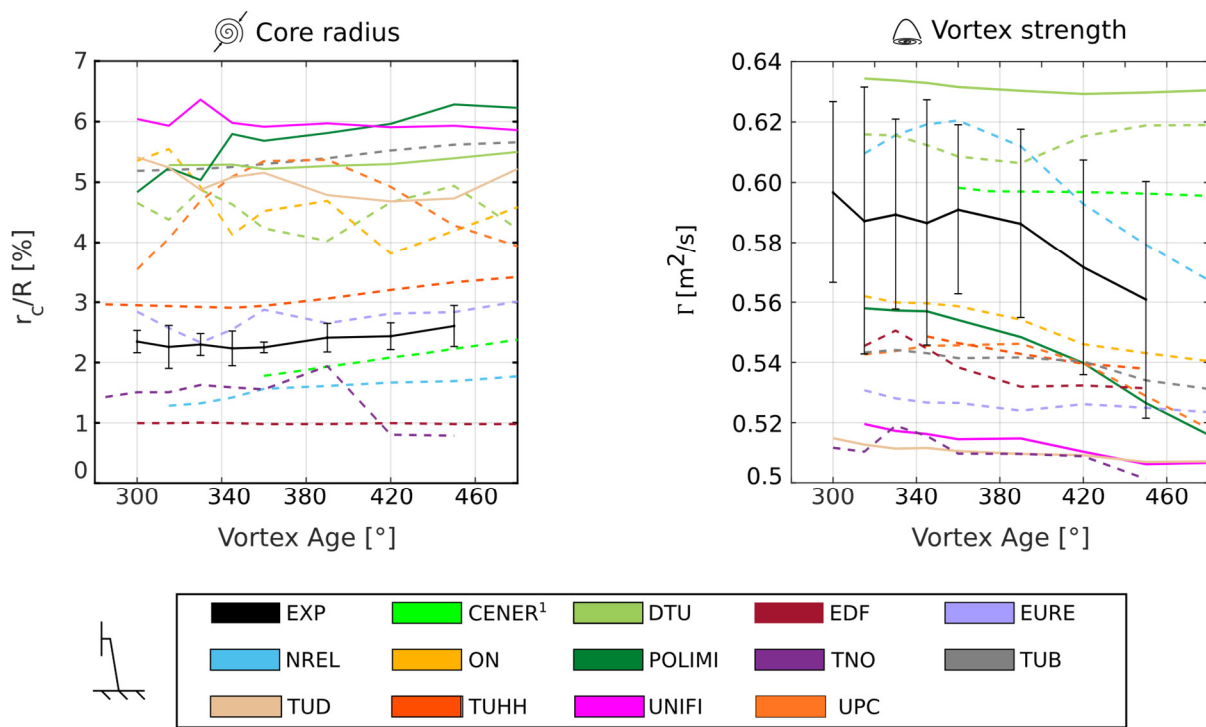 Core radius
7
6
5
4
3
2
1
0
r_c/R [%]
300 340 380 420 460
Vortex Age [°]
Vortex strength
0.64
0.62
0.60
0.58
0.56
0.54
0.52
0.5
Γ [m²/s]
300 340 380 420 460
Vortex Age [°]
EXP CENER¹ DTU EDF EURE
NREL ON POLIMI TNO TUB
TUD TUHH UNIFI UPC